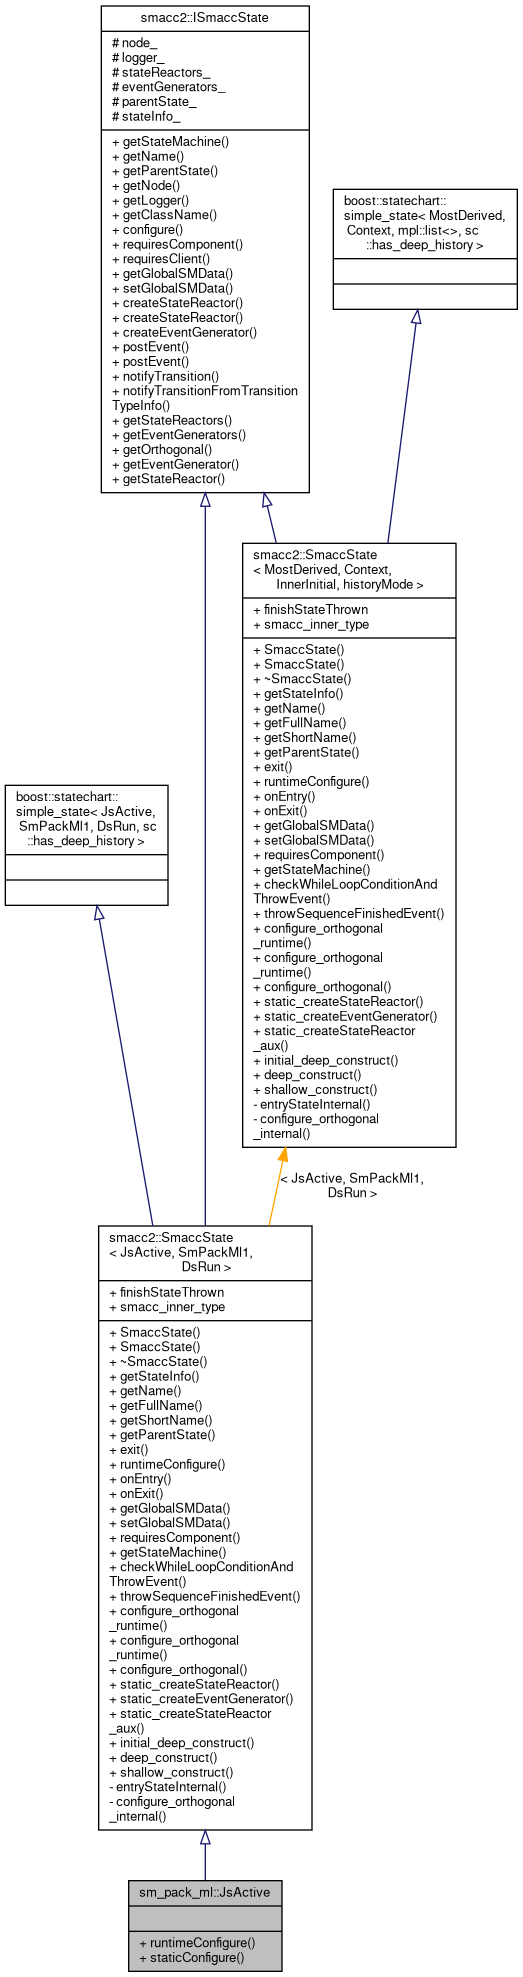 smacc2::ISmaccState
# node_
# logger_
# stateReactors_
# eventGenerators_
# parentState_
# stateInfo_
+ getStateMachine()
+ getName()
+ getParentState()
+ getNode()
+ getLogger()
+ getClassName()
+ configure()
+ requiresComponent()
+ requiresClient()
+ getGlobalSMData()
+ setGlobalSMData()
+ createStateReactor()
+ createStateReactor()
+ createEventGenerator()
+ postEvent()
+ postEvent()
+ notifyTransition()
+ notifyTransitionFromTransition
TypeInfo()
+ getStateReactors()
+ getEventGenerators()
+ getOrthogonal()
+ getEventGenerator()
+ getStateReactor()
boost::statechart::
simple_state< MostDerived,
Context, mpl::list<>, sc
::has_deep_history >
smacc2::SmaccState
< MostDerived, Context,
InnerInitial, historyMode >
+ finishStateThrown
+ smacc_inner_type
+ SmaccState()
+ SmaccState()
+ ~SmaccState()
+ getStateInfo()
+ getName()
+ getFullName()
+ getShortName()
+ getParentState()
+ exit()
+ runtimeConfigure()
+ onEntry()
+ onExit()
+ getGlobalSMData()
+ setGlobalSMData()
+ requiresComponent()
+ getStateMachine()
+ checkWhileLoopConditionAnd
ThrowEvent()
+ throwSequenceFinishedEvent()
+ configure_orthogonal
_runtime()
+ configure_orthogonal
_runtime()
+ configure_orthogonal()
+ static_createStateReactor()
+ static_createEventGenerator()
+ static_createStateReactor
_aux()
+ initial_deep_construct()
+ deep_construct()
+ shallow_construct()
- entryStateInternal()
- configure_orthogonal
_internal()
boost::statechart::
simple_state< JsActive,
SmPackMl1, DsRun, sc
::has_deep_history >
< JsActive, SmPackMl1,
DsRun >
smacc2::SmaccState
< JsActive, SmPackMl1,
DsRun >
+ finishStateThrown
+ smacc_inner_type
+ SmaccState()
+ SmaccState()
+ ~SmaccState()
+ getStateInfo()
+ getName()
+ getFullName()
+ getShortName()
+ getParentState()
+ exit()
+ runtimeConfigure()
+ onEntry()
+ onExit()
+ getGlobalSMData()
+ setGlobalSMData()
+ requiresComponent()
+ getStateMachine()
+ checkWhileLoopConditionAnd
ThrowEvent()
+ throwSequenceFinishedEvent()
+ configure_orthogonal
_runtime()
+ configure_orthogonal
_runtime()
+ configure_orthogonal()
+ static_createStateReactor()
+ static_createEventGenerator()
+ static_createStateReactor
_aux()
+ initial_deep_construct()
+ deep_construct()
+ shallow_construct()
- entryStateInternal()
- configure_orthogonal
_internal()
sm_pack_ml::JsActive
+ runtimeConfigure()
+ staticConfigure()